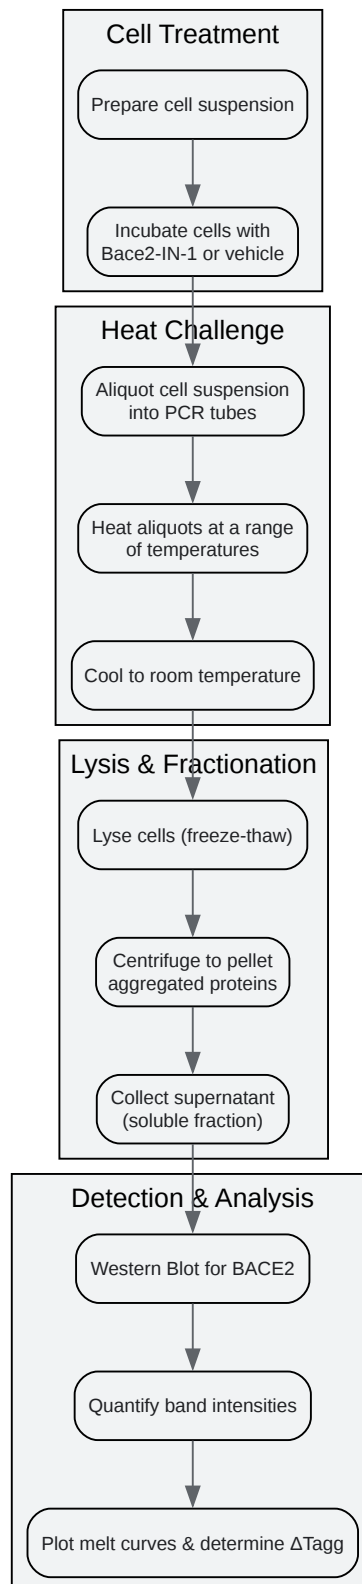 Cell Treatment
Prepare cell suspension
Incubate cells with
Bace2-IN-1 or vehicle
Heat Challenge
Aliquot cell suspension
into PCR tubes
Heat aliquots at a range
of temperatures
Cool to room temperature
Lysis & Fractionation
Lyse cells (freeze-thaw)
Centrifuge to pellet
aggregated proteins
Collect supernatant
(soluble fraction)
Detection & Analysis
Western Blot for BACE2
Quantify band intensities
Plot melt curves & determine ΔTagg